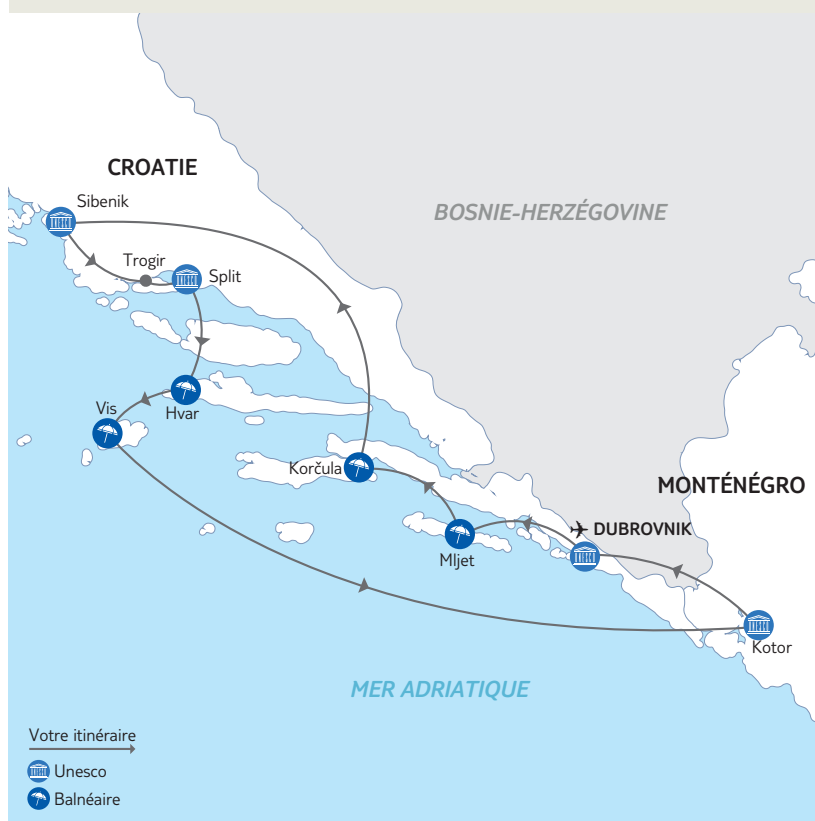 CROATIE
Sibenik
BOSNIE-HERZÉGOVINE
Trogir
Split
Vis
Hvar
Korčula
MONTÉNÉGRO
DUBROVNIK
Mljet
Kotor
MER ADRIATIQUE
Votre itinéraire
UNESCO Unesco
Balnéaire